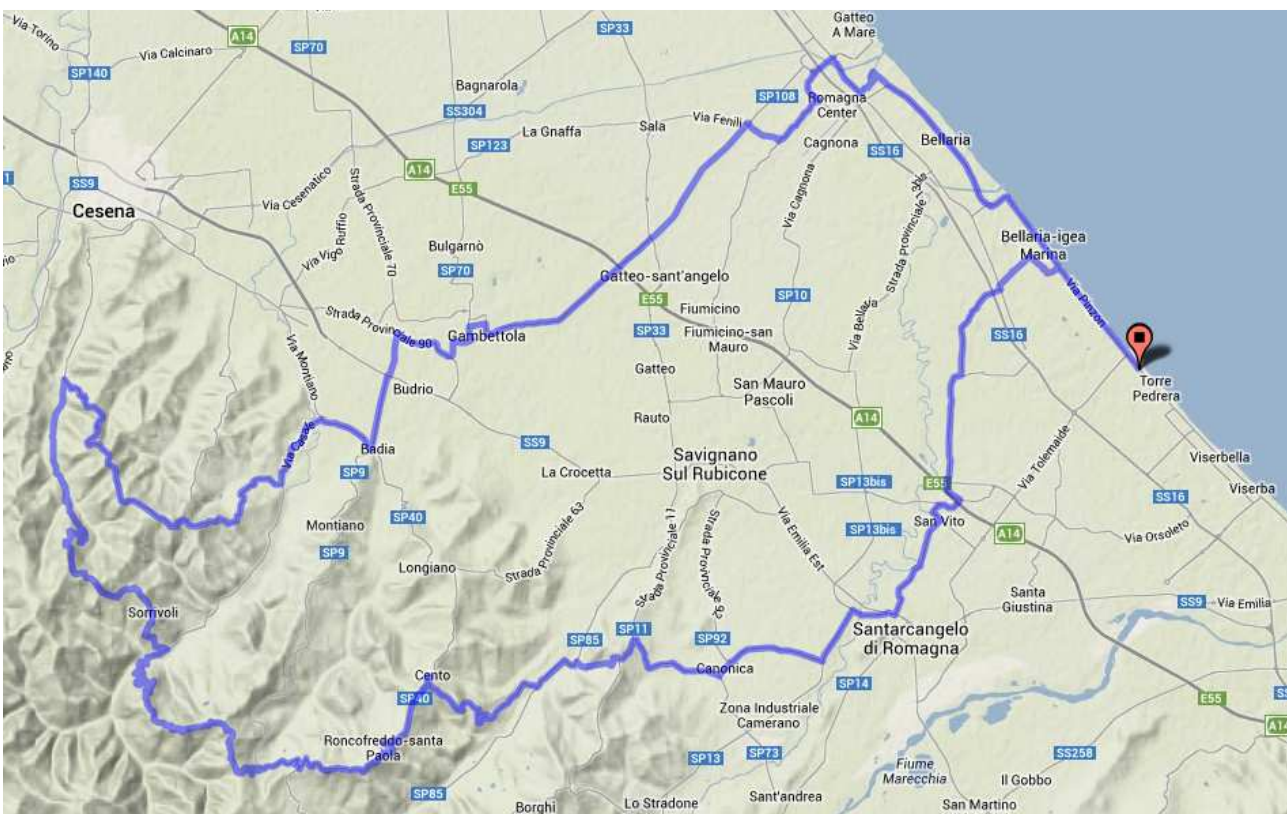 Gatteo
A Mare
Via Torino
A14
SP70
SP33
Via Calcinaro
SP140
Bagnarola
SP108
Romagna
Center
SS304
La Gnaffa
Sala
Via Fenili
SP123
Cagnona
SS16
Bellaria
A14
E55
1
SS9
Cesena
Via Cesenatico
Strada Provinciale 70
Via Cagnona
Strada Provinciale 13bis
Via Vigo Ruffio
Bulgarnò
SP70
Bellaria-igea
Marina
Gatteo-sant'angelo
E55
Fiumicino
SP10
Via Pinzon
Strada Provinciale 90
Gambettola
SP33
Fiumicino-san
Mauro
Via Bellaria
SS16
Via Montiano
Gatteo
Budrio
San Mauro
Pascoli
Torre
Pedrera
Rauto
A14
Via Casae
Badia
SS9
SP9
La Crocetta
Savignano
Sul Rubicone
Via Tolemaide
Viserbella
SP13bis
E55
Viserba
SS16
SP40
Montiano
San Vito
SP13bis
A14
Via Orsoleto
SP9
Strada Provinciale 63
Strada Provinciale 11
Strada Provinciale 92
Via Emilia Est
Longiano
Santa
Giustina
SS9
Via Emilia
Sorrivoli
SP85
SP11
SP92
Santarcangelo
di Romagna
Cento
Canonica
SP14
SP40
Zona Industriale
Camerano
E55
Roncofreddo-santa
Paola
SP13
SP73
SS258
A14
Fiume
Marecchia
Il Gobbo
SP85
Borghi
Lo Stradone
Sant'andrea
San Martino